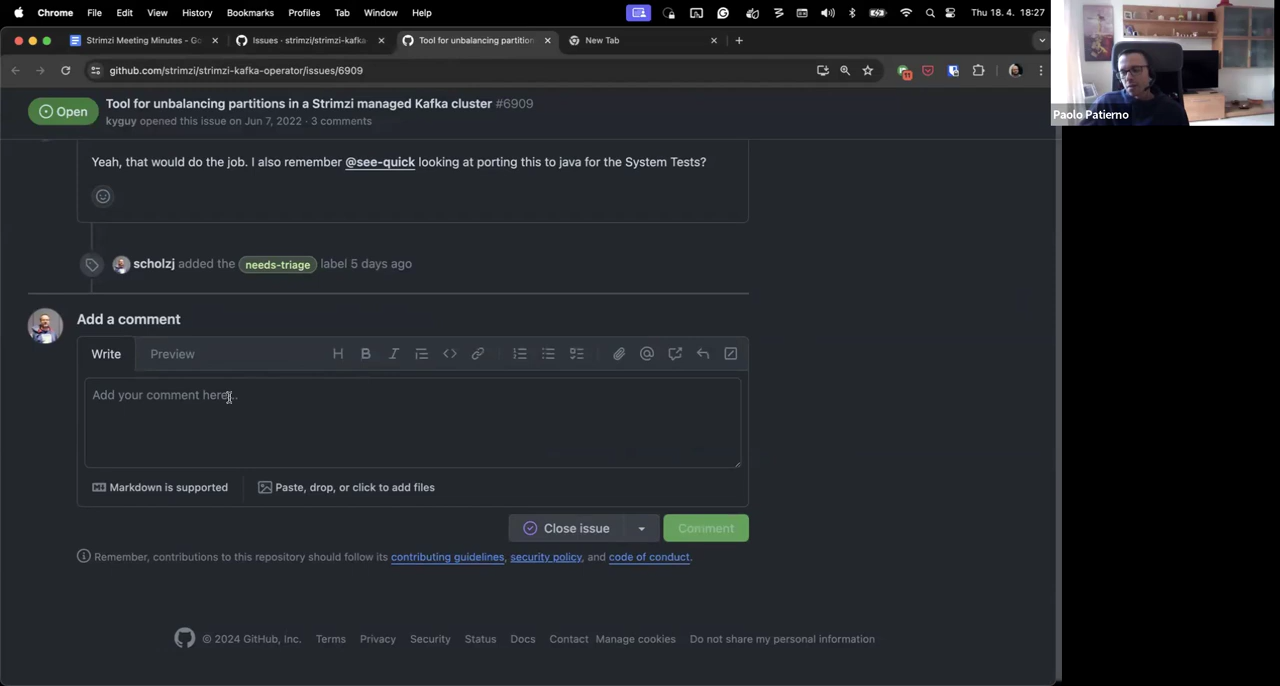 Chrome File Edit View History Bookmarks Profiles Tab Window Help Thu 18. 4. 18:27
Strimzi Meeting Minutes - Go Issues · strimzi/strimzi-kafka- Tool for unbalancing partition New Tab
github.com/strimzi/strimzi-kafka-operator/issues/6909 11
Paolo Patierno
Open Tool for unbalancing partitions in a Strimzi managed Kafka cluster #6909
kyguy opened this issue on Jun 7, 2022 · 3 comments
Yeah, that would do the job. I also remember @see-quick looking at porting this to java for the System Tests?
scholzj added the needs-triage label 5 days ago
Add a comment
Write Preview
Add your comment here...
Markdown is supported Paste, drop, or click to add files
Close issue Comment
Remember, contributions to this repository should follow its contributing guidelines, security policy, and code of conduct.
© 2024 GitHub, Inc. Terms Privacy Security Status Docs Contact Manage cookies Do not share my personal information